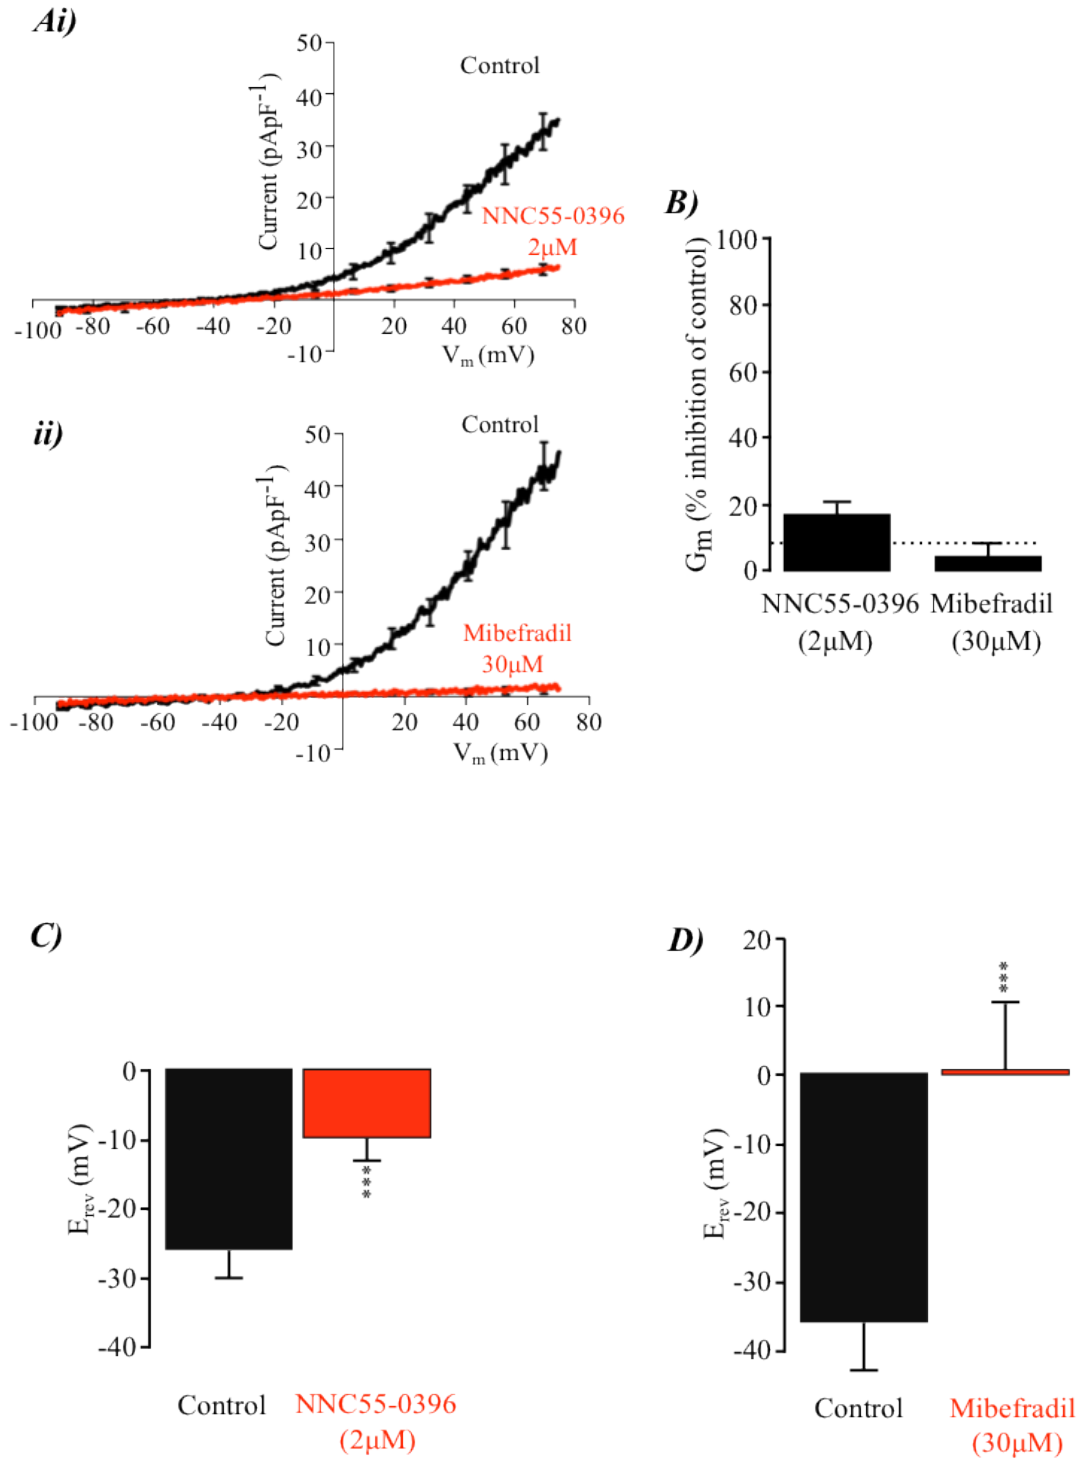 Ai)
50
40
30
20
10
-10
Current (pApF-1)
Control
NNC55-0396
2μM
-100 -80 -60 -40 -20 20 40 60 80
Vm (mV)
ii)
50
40
30
20
10
-10
Current (pApF-1)
Control
Mibefradil
30μM
-100 -80 -60 -40 -20 20 40 60 80
Vm (mV)
B)
100
80
60
40
20
0
Gm (% inhibition of control)
NNC55-0396 Mibefradil
(2μM) (30μM)
C)
0
-10
-20
-30
-40
Erev (mV)
***
Control NNC55-0396
(2μM)
D)
20
10
0
-10
-20
-30
-40
Erev (mV)
***
Control Mibefradil
(30μM)